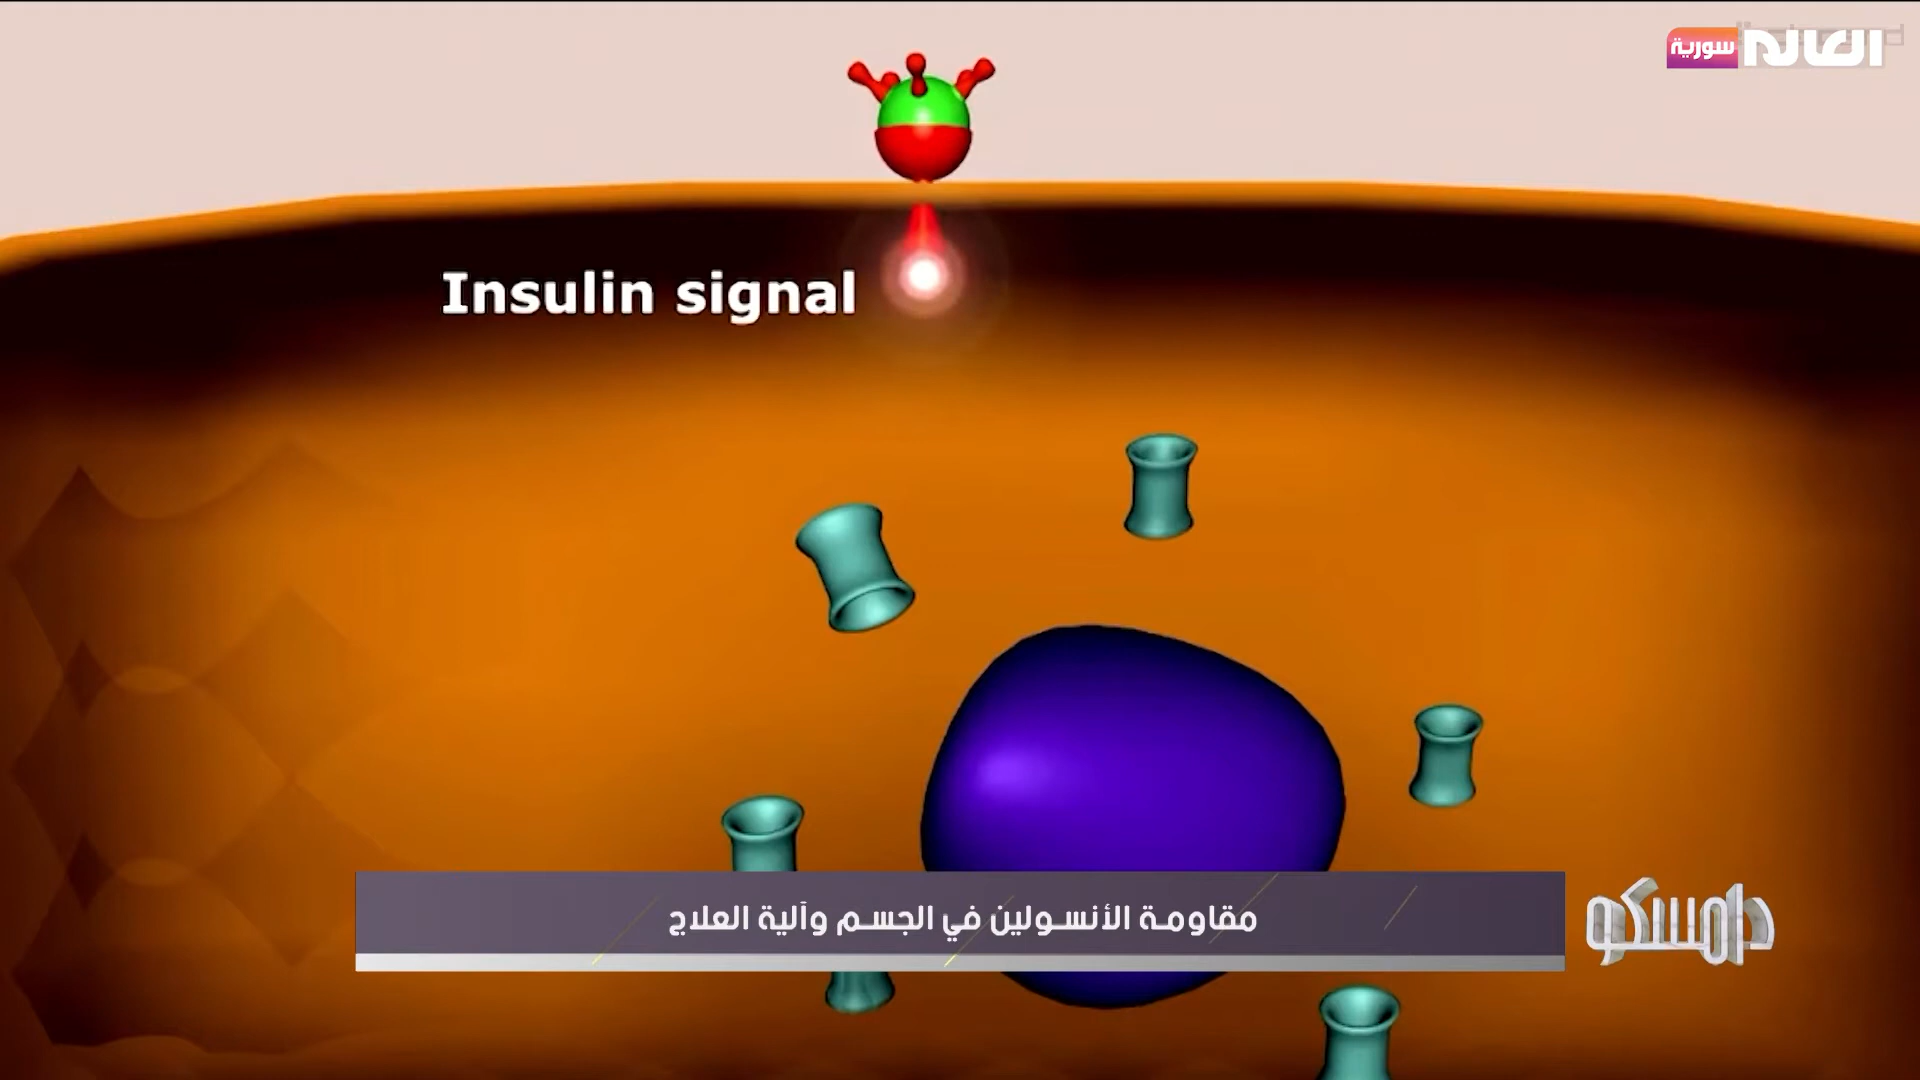 العالم سورية
Insulin signal
مقاومة الأنسولين في الجسم وآلية العلاج
دامسكو